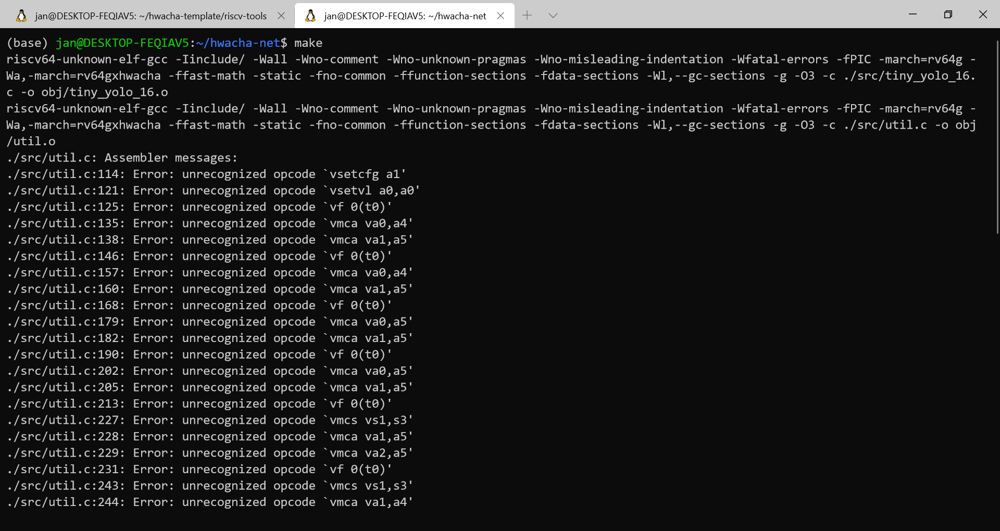 jan@DESKTOP-FEQIAV5: ~/hwacha-template/riscv-tools
jan@DESKTOP-FEQIAV5: ~/hwacha-net
(base) jan@DESKTOP-FEQIAV5:~/hwacha-net$ make
riscv64-unknown-elf-gcc -Iinclude/ -Wall -Wno-comment -Wno-unknown-pragmas -Wno-misleading-indentation -Wfatal-errors -fPIC -march=rv64g -
Wa,-march=rv64gxhwacha -ffast-math -static -fno-common -ffunction-sections -fdata-sections -Wl,--gc-sections -g -O3 -c ./src/tiny_yolo_16.
c -o obj/tiny_yolo_16.o
riscv64-unknown-elf-gcc -Iinclude/ -Wall -Wno-comment -Wno-unknown-pragmas -Wno-misleading-indentation -Wfatal-errors -fPIC -march=rv64g -
Wa,-march=rv64gxhwacha -ffast-math -static -fno-common -ffunction-sections -fdata-sections -Wl,--gc-sections -g -O3 -c ./src/util.c -o obj
/util.o
./src/util.c: Assembler messages:
./src/util.c:114: Error: unrecognized opcode `vsetcfg a1'
./src/util.c:121: Error: unrecognized opcode `vsetvl a0,a0'
./src/util.c:125: Error: unrecognized opcode `vf 0(t0)'
./src/util.c:135: Error: unrecognized opcode `vmca va0,a4'
./src/util.c:138: Error: unrecognized opcode `vmca va1,a5'
./src/util.c:146: Error: unrecognized opcode `vf 0(t0)'
./src/util.c:157: Error: unrecognized opcode `vmca va0,a4'
./src/util.c:160: Error: unrecognized opcode `vmca va1,a5'
./src/util.c:168: Error: unrecognized opcode `vf 0(t0)'
./src/util.c:179: Error: unrecognized opcode `vmca va0,a5'
./src/util.c:182: Error: unrecognized opcode `vmca va1,a5'
./src/util.c:190: Error: unrecognized opcode `vf 0(t0)'
./src/util.c:202: Error: unrecognized opcode `vmca va0,a5'
./src/util.c:205: Error: unrecognized opcode `vmca va1,a5'
./src/util.c:213: Error: unrecognized opcode `vf 0(t0)'
./src/util.c:227: Error: unrecognized opcode `vmcs vs1,s3'
./src/util.c:228: Error: unrecognized opcode `vmca va1,a5'
./src/util.c:229: Error: unrecognized opcode `vmca va2,a5'
./src/util.c:231: Error: unrecognized opcode `vf 0(t0)'
./src/util.c:243: Error: unrecognized opcode `vmcs vs1,s3'
./src/util.c:244: Error: unrecognized opcode `vmca va1,a4'